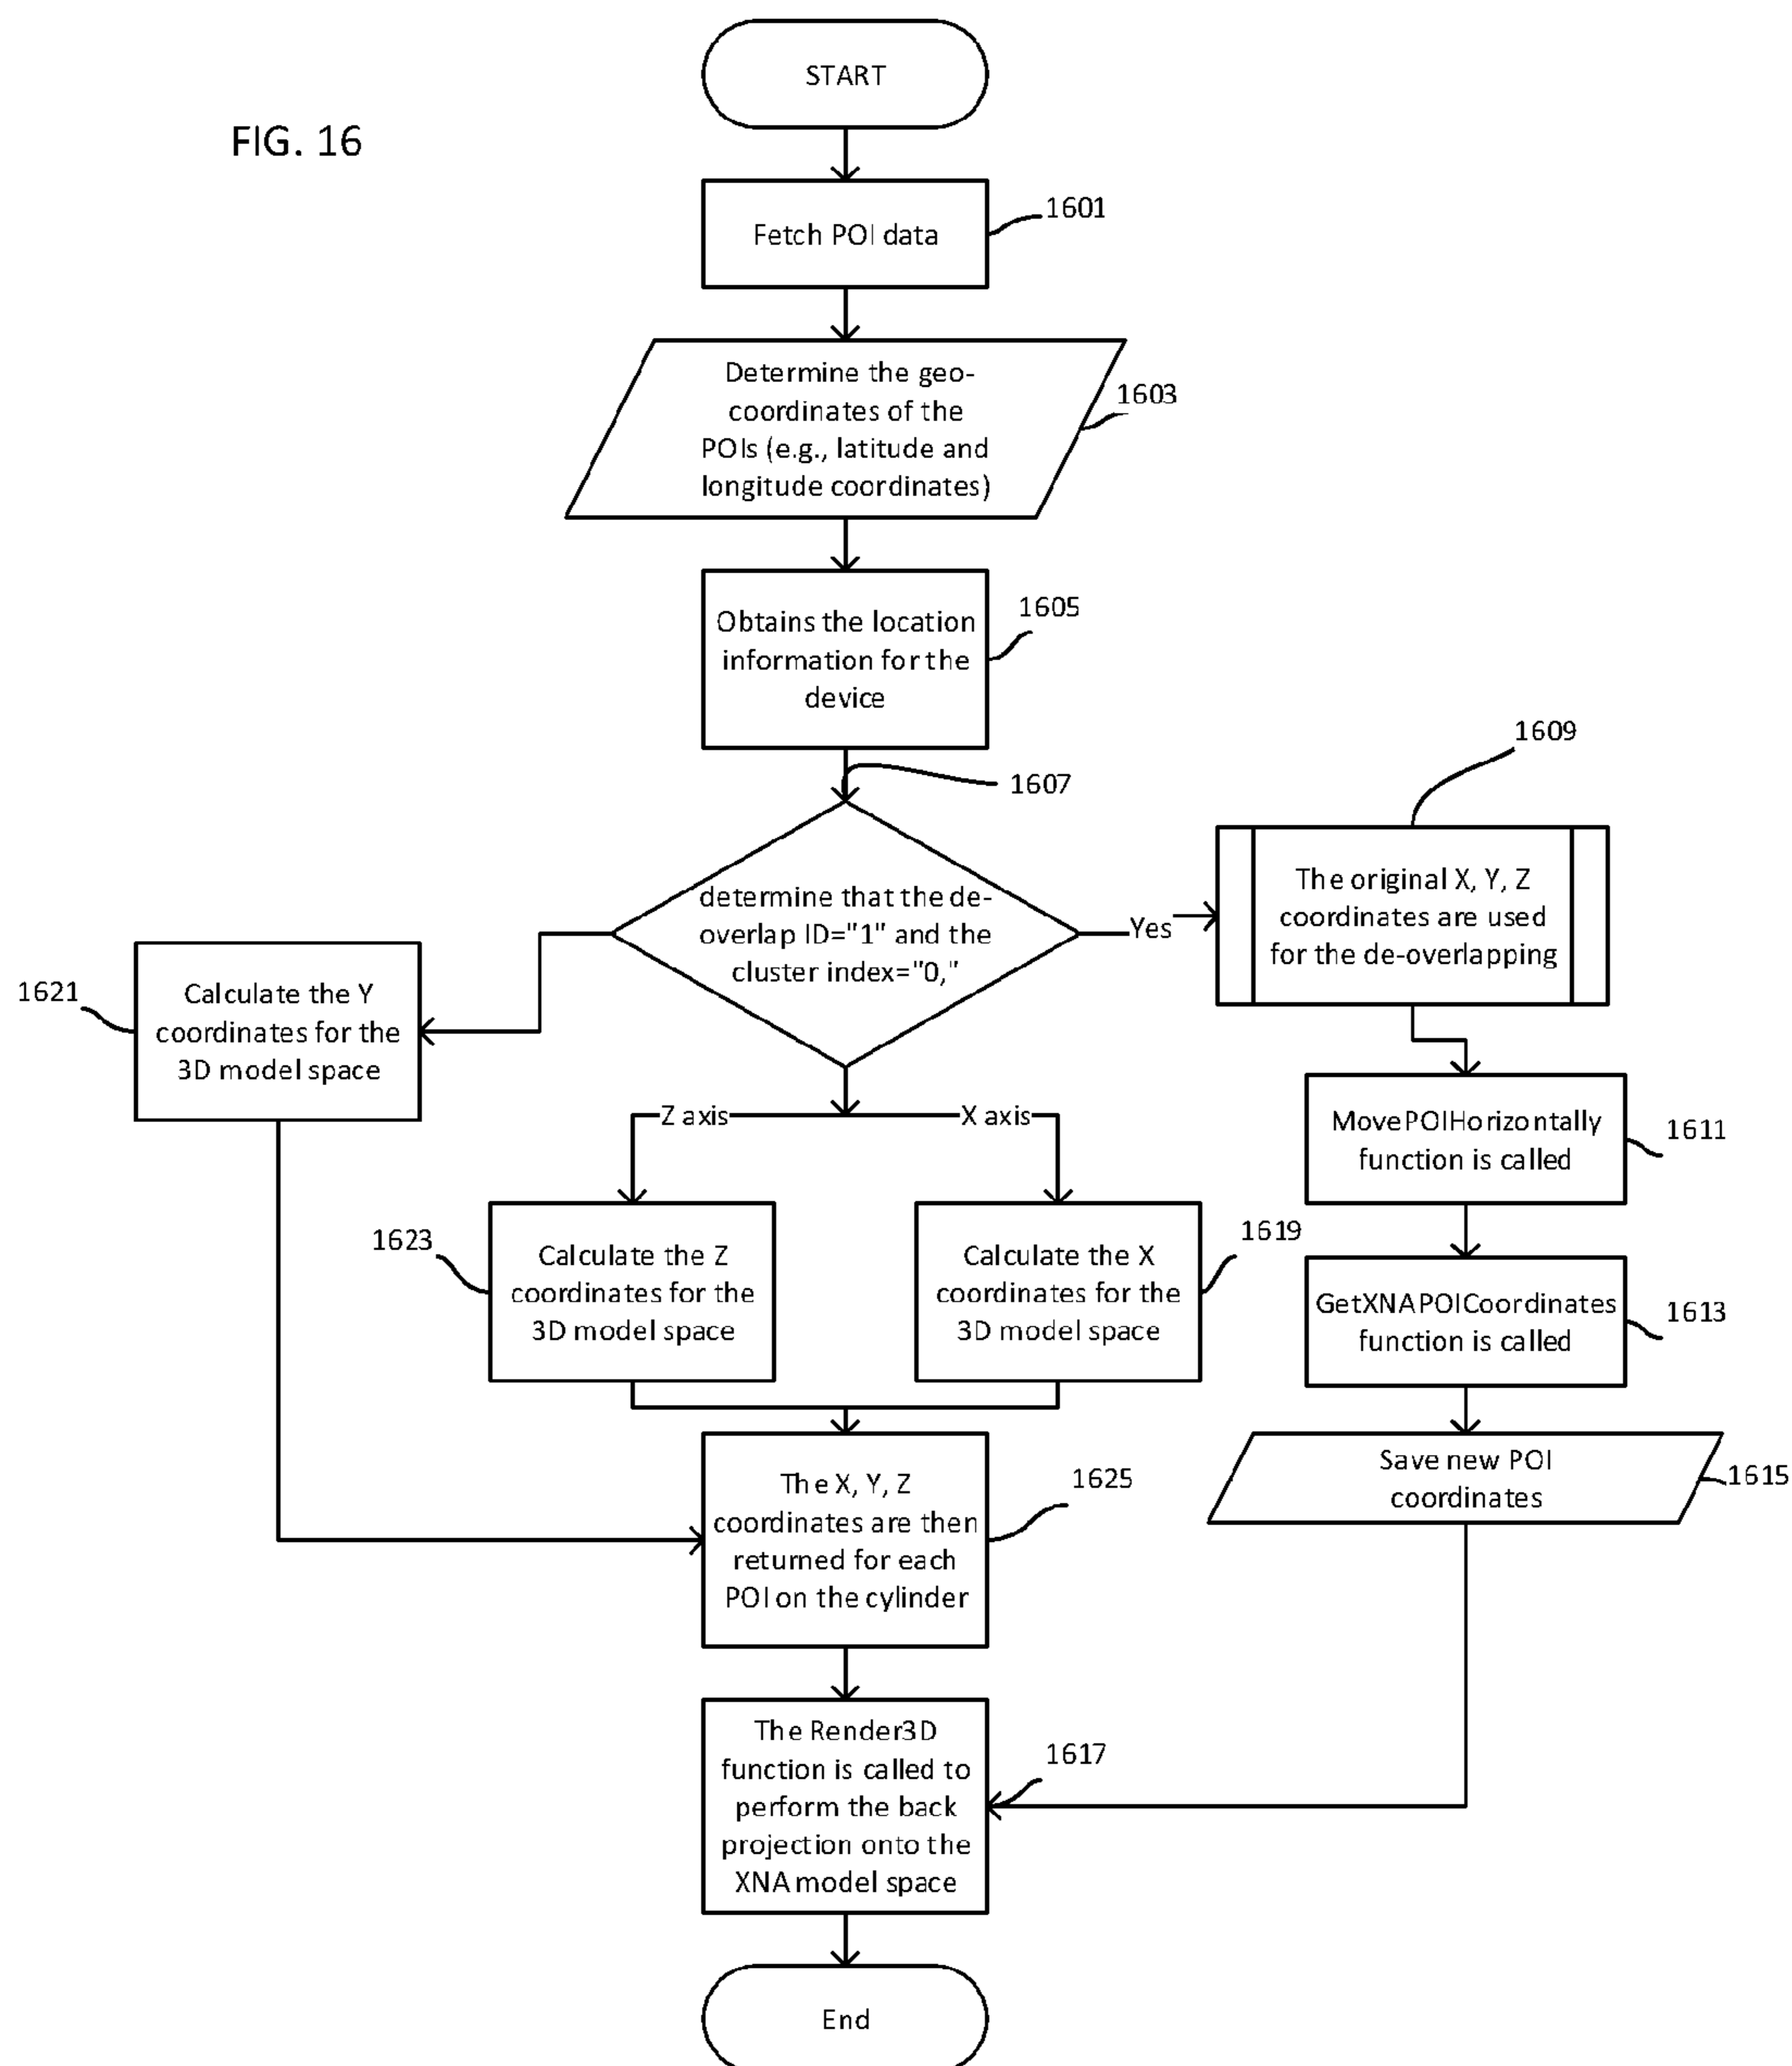 START
FIG. 16
1601
Fetch POI data
Determine the geo-
coordinates of the
POIs (e.g., latitude and
longitude coordinates)
1603
Obtains the location
information for the
device
1605
1607
1609
determine that the de-
overlap ID="1" and the
cluster index="0,"
Yes
The original X, Y, Z
coordinates are used
for the de-overlapping
1621
Calculate the Y
coordinates for the
3D model space
Z axis
X axis
MovePOIHorizontally
function is called
1611
1623
Calculate the Z
coordinates for the
3D model space
Calculate the X
coordinates for the
3D model space
1619
GetXNAPOICoordinates
function is called
1613
The X, Y, Z
coordinates are then
returned for each
POI on the cylinder
1625
Save new POI
coordinates
1615
The Render3D
function is called to
perform the back
projection onto the
XNA model space
1617
End